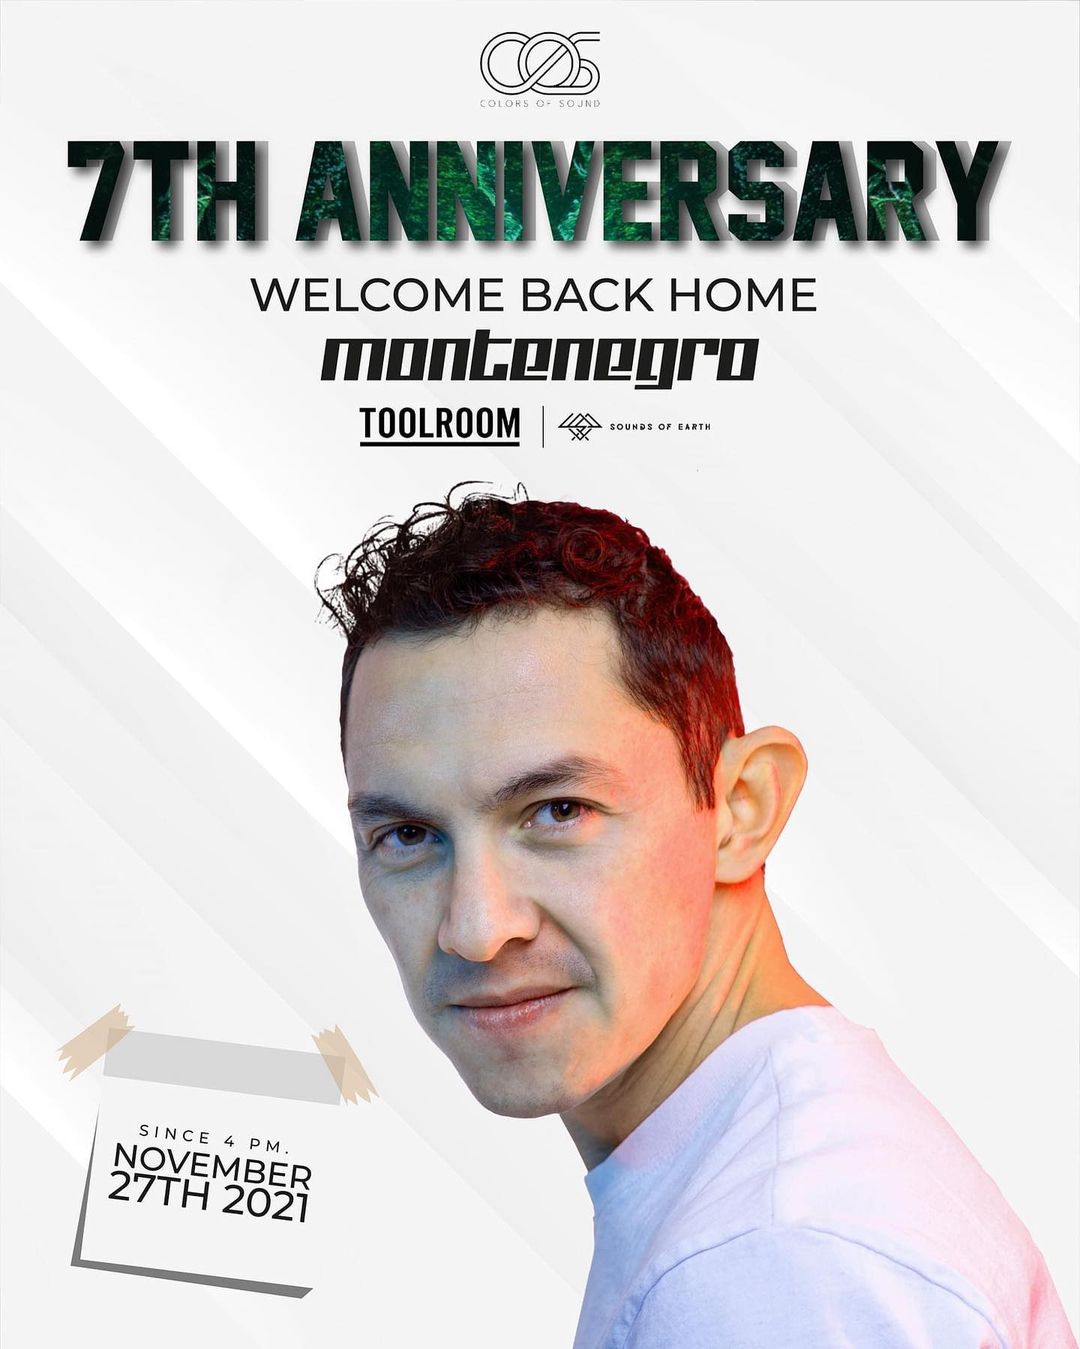 COS
COLORS OF SOUND
7TH ANNIVERSARY
WELCOME BACK HOME
montenegro
TOOLROOM
SOUNDS OF EARTH
SINCE 4 PM.
NOVEMBER
27TH 2021